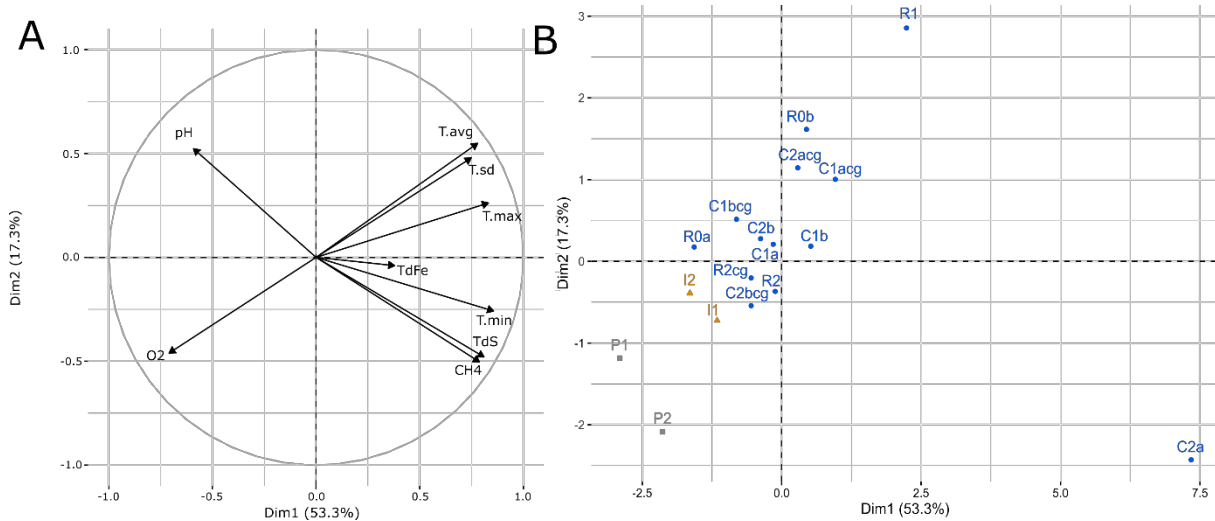 A
1.0
0.5
0.0
-0.5
-1.0
Dim2 (17.3%)
pH
T.avg
T.sd
T.max
TdFe
T.min
TdS
CH4
O2
-1.0
-0.5
0.0
0.5
1.0
Dim1 (53.3%)
B
3
2
1
0
-1
-2
Dim2 (17.3%)
R1
R0b
C2acg
C1acg
C1bcg
C2b
C1b
R0a
C1a
R2cg
R2
I2
C2bcg
I1
P1
P2
C2a
-2.5
0.0
2.5
5.0
7.5
Dim1 (53.3%)